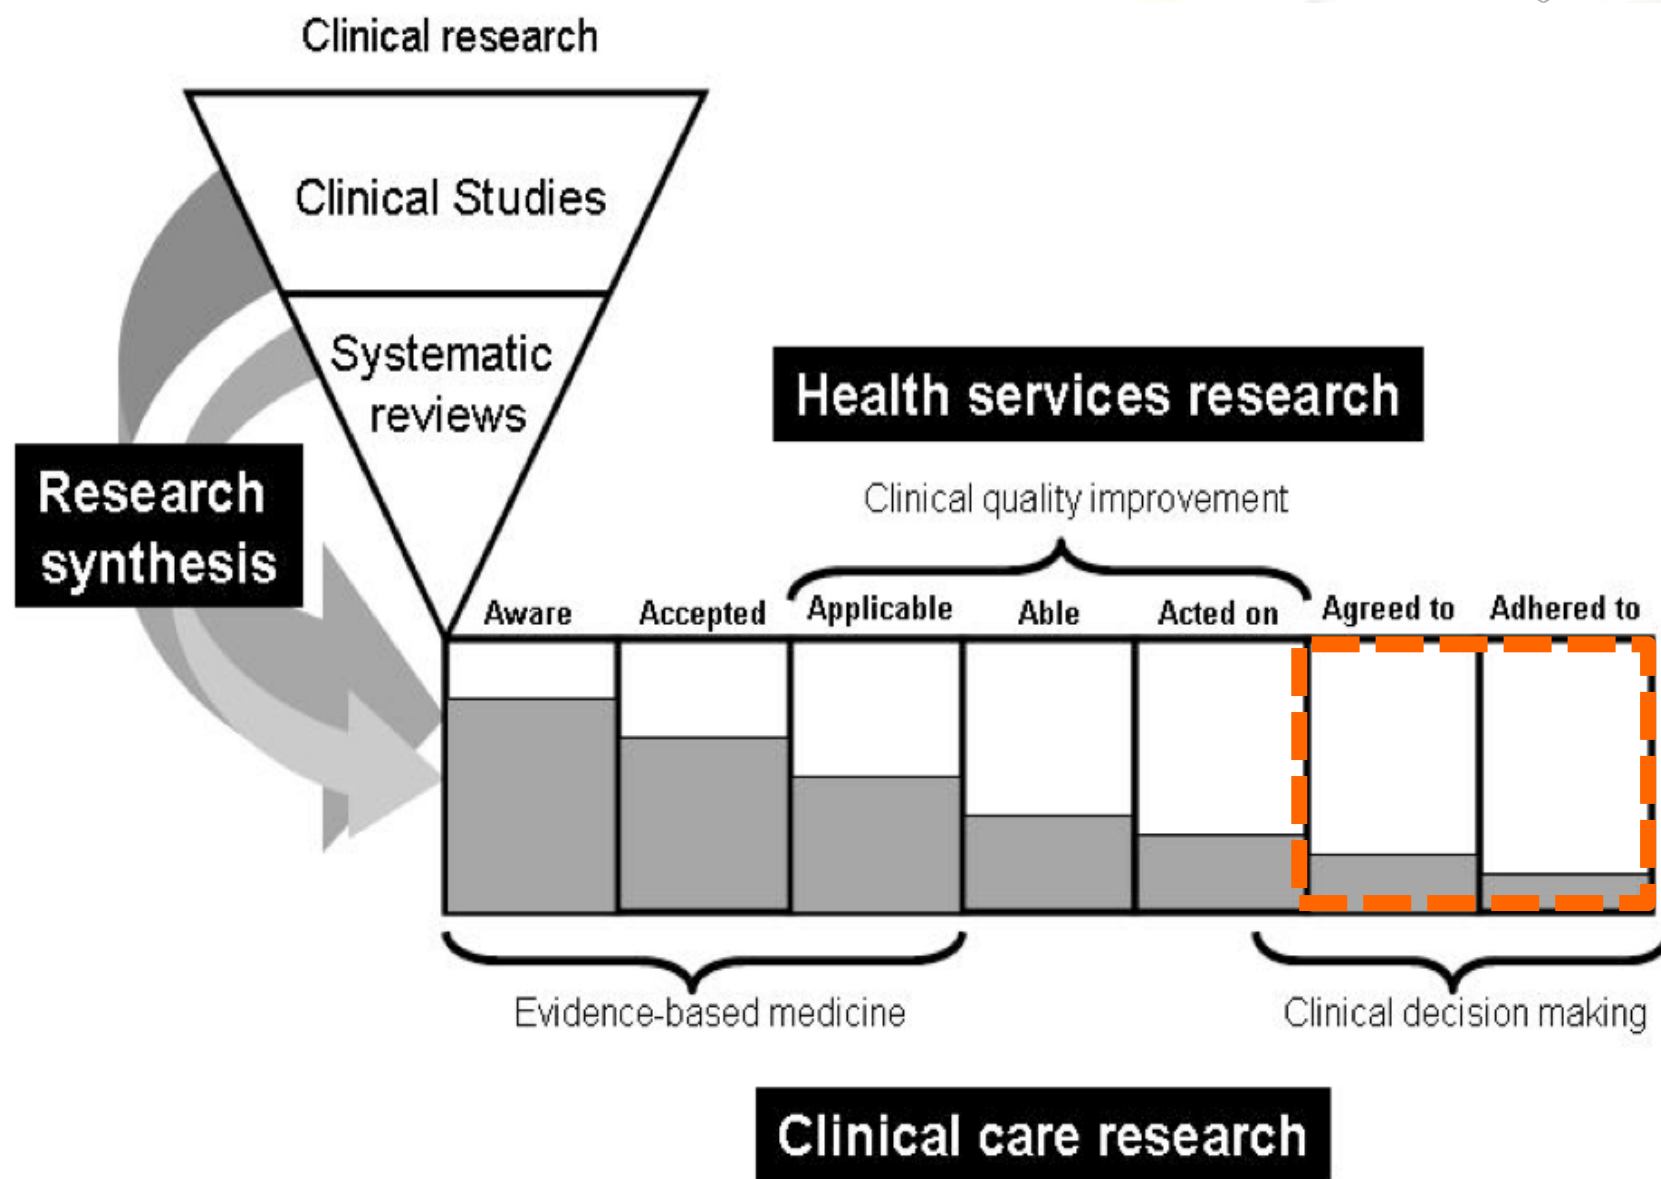 Clinical research
Clinical Studies
Systematic
reviews
Research
synthesis
Health services research
Clinical quality improvement
Aware Accepted Applicable Able Acted on Agreed to Adhered to
Evidence-based medicine
Clinical decision making
Clinical care research